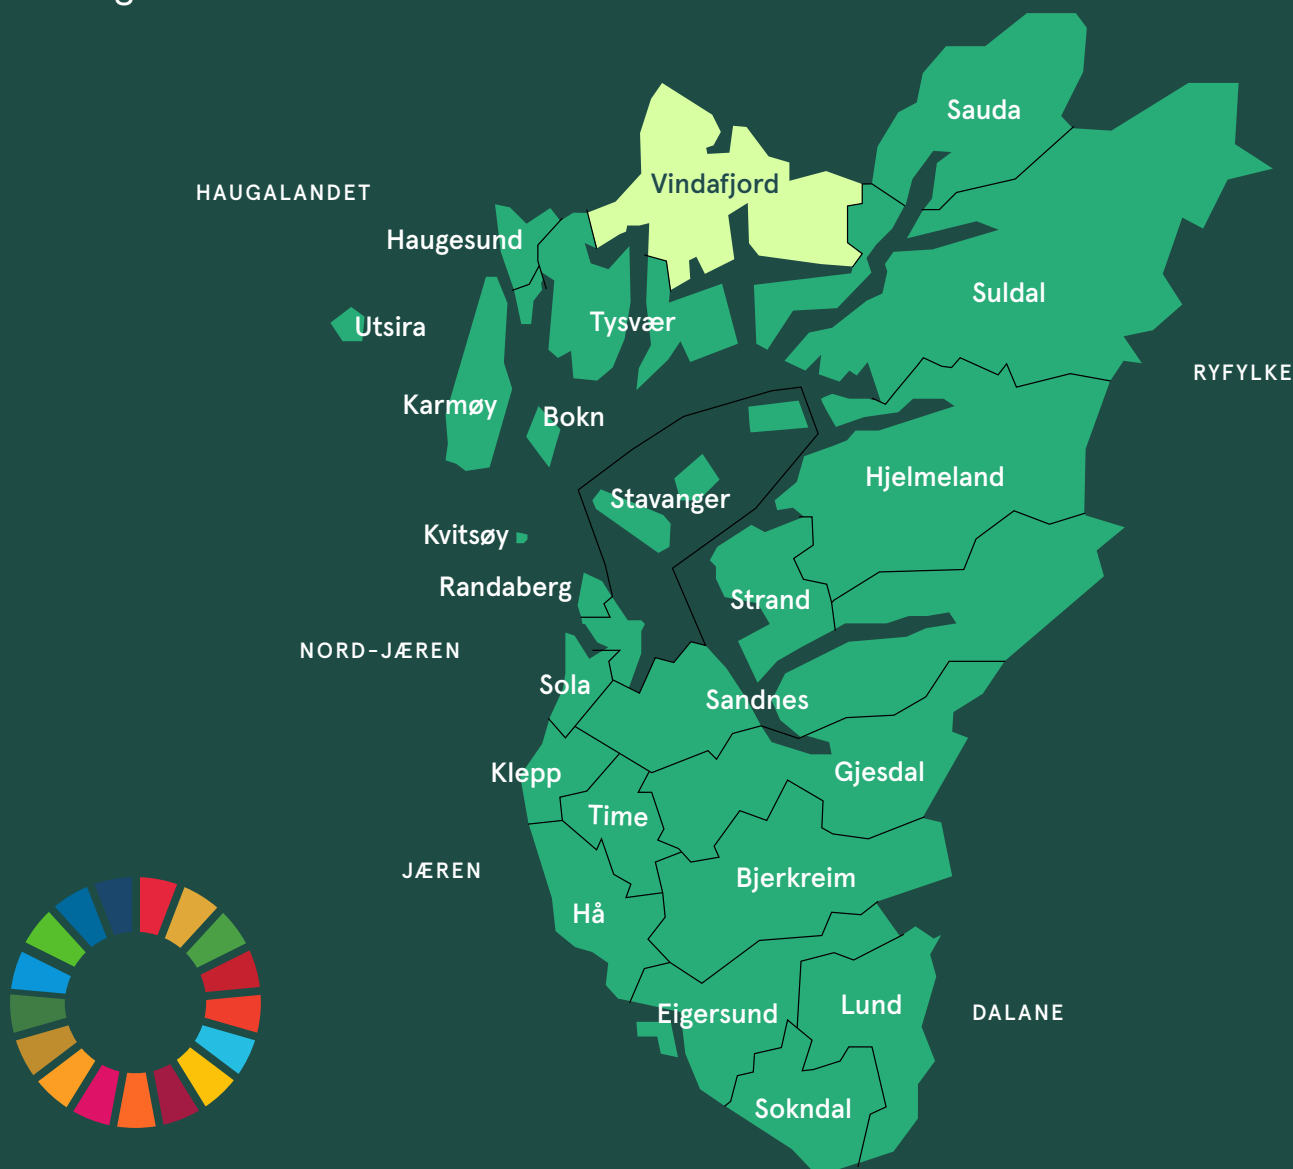 g
Sauda
Vindafjord
HAUGALANDET
Haugesund
Suldal
Utsira
Tysvær
RYFYLKE
Karmøy
Bokn
Hjelmeland
Stavanger
Kvitsøy
Randaberg
Strand
NORD-JÆREN
Sola
Sandnes
Klepp
Gjesdal
Time
JÆREN
Bjerkreim
Hå
Eigersund
Lund
DALANE
Sokndal